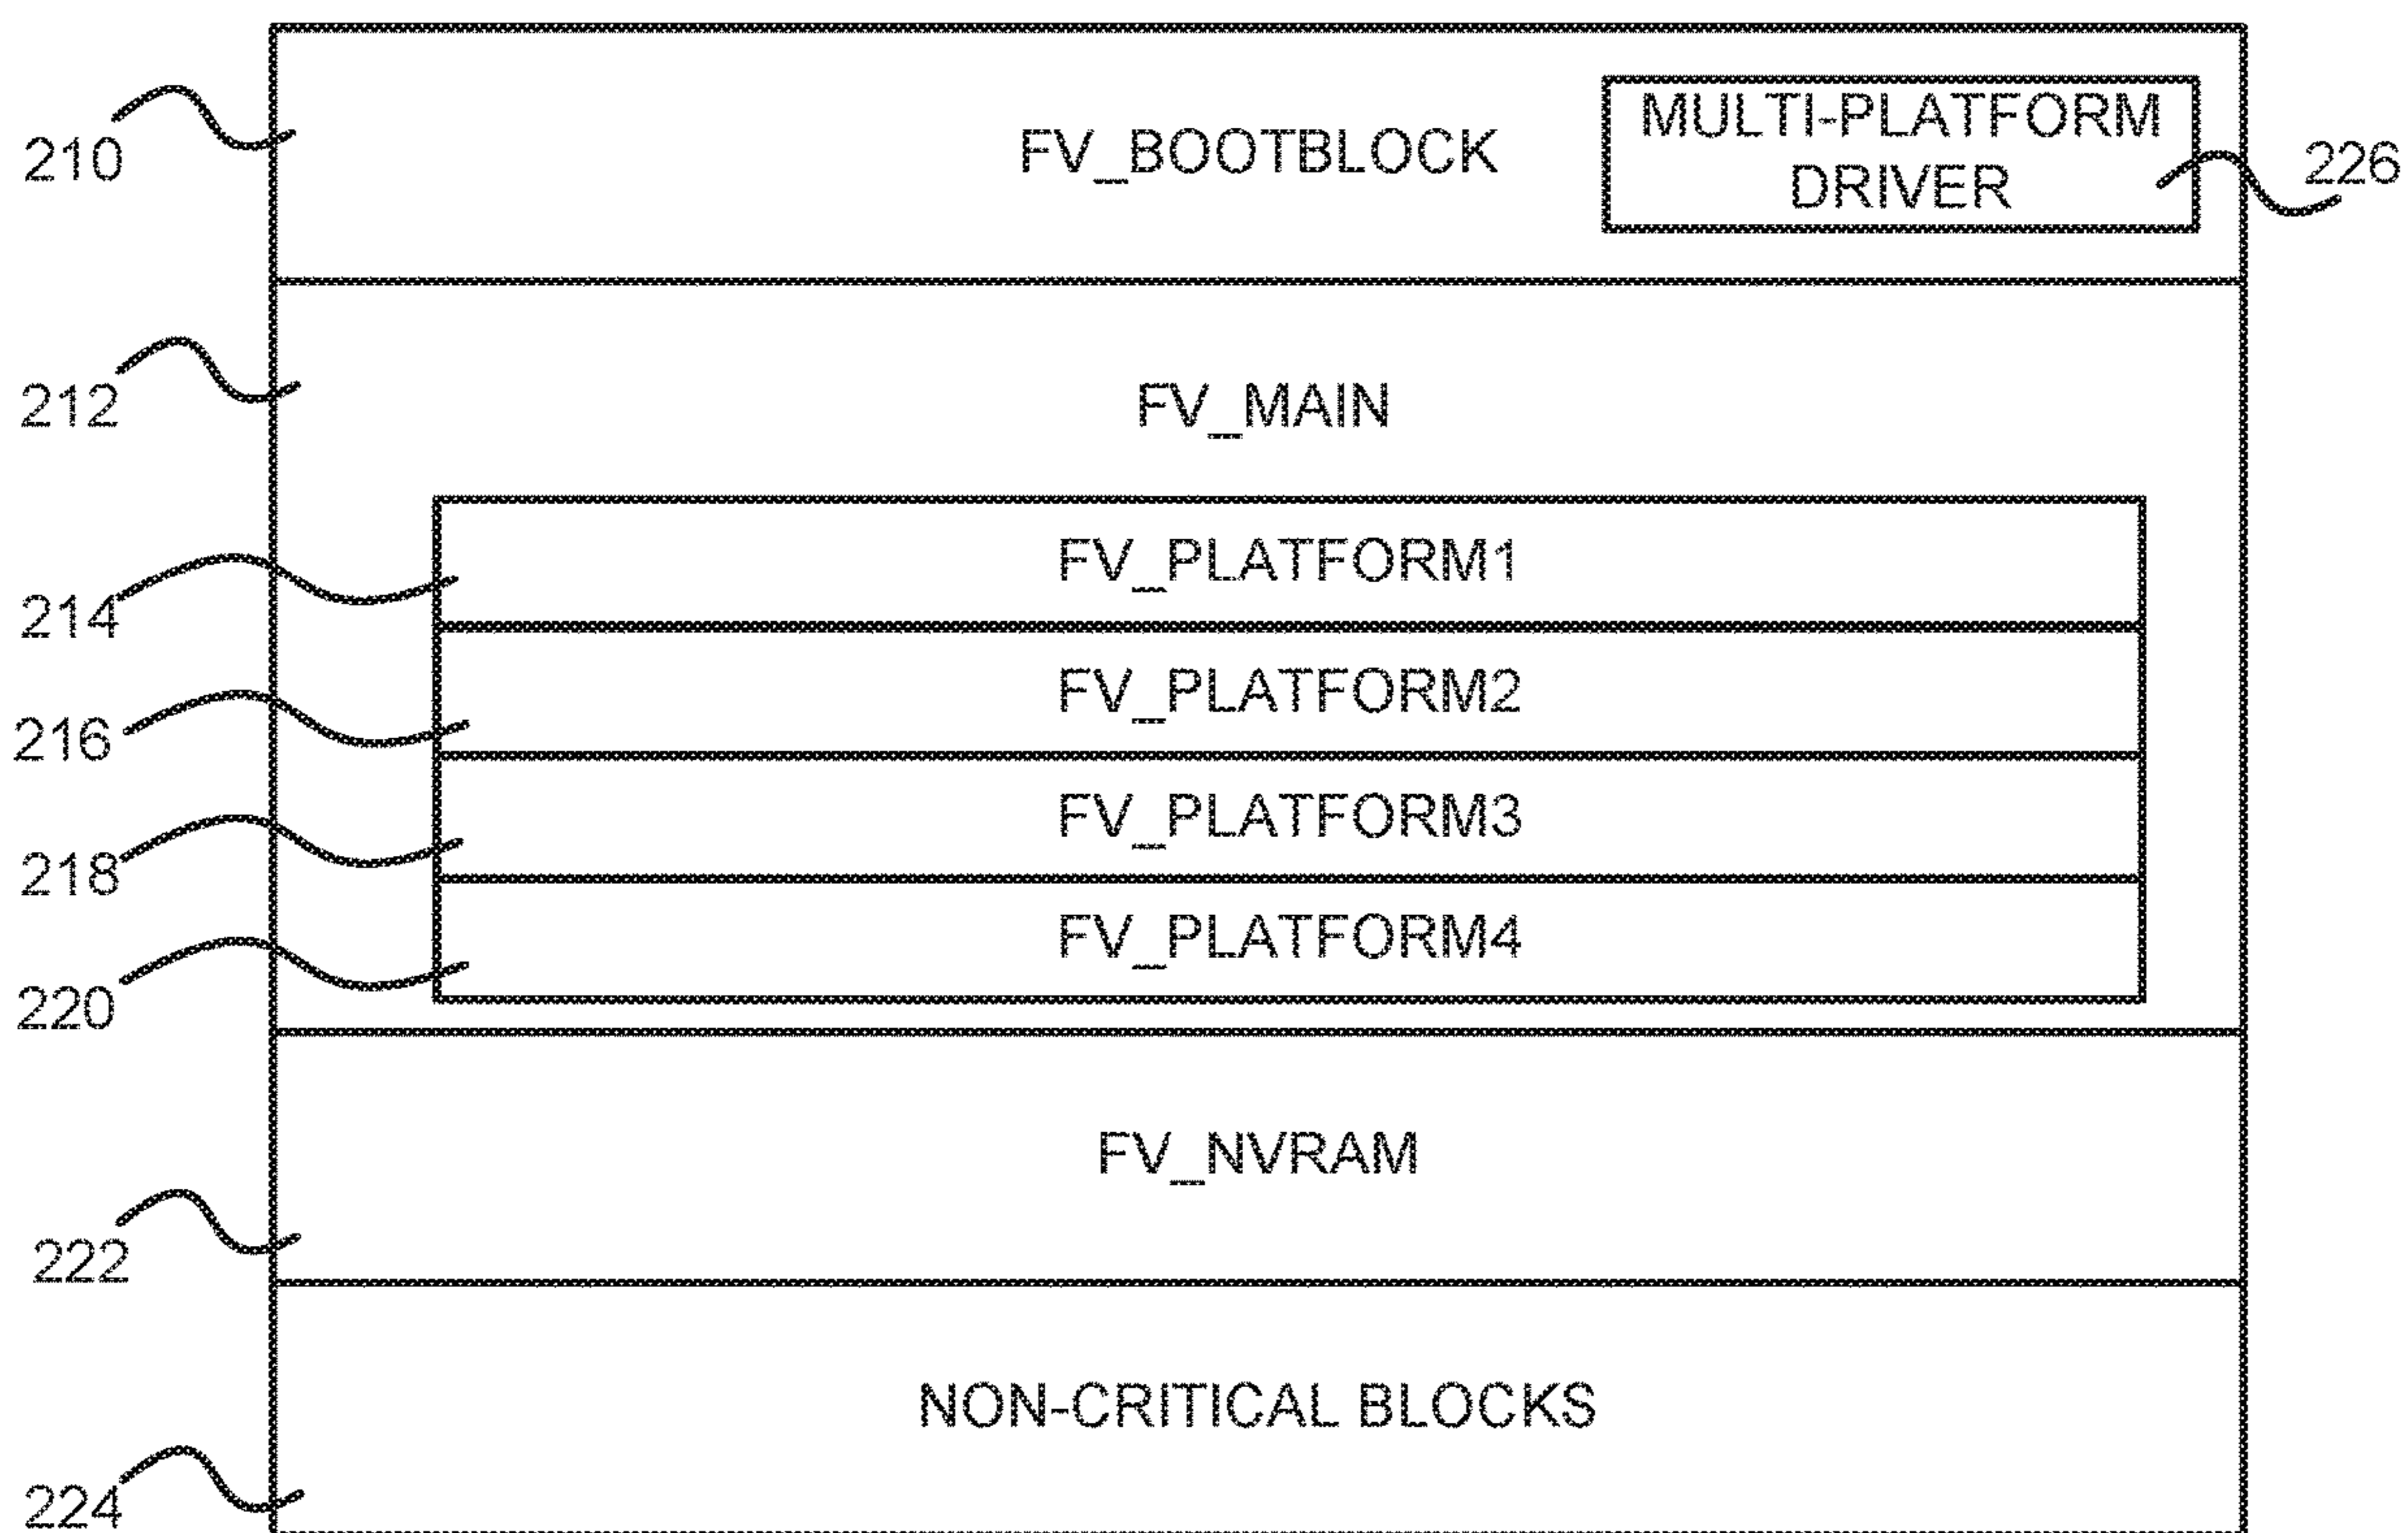 MULTI-PLATFORM
DRIVER
FV_BOOTBLOCK
210
226
FV_MAIN
212
FV_PLATFORM1
214
FV_PLATFORM2
216
FV_PLATFORM3
218
FV_PLATFORM4
220
FV_NVRAM
222
NON-CRITICAL BLOCKS
224